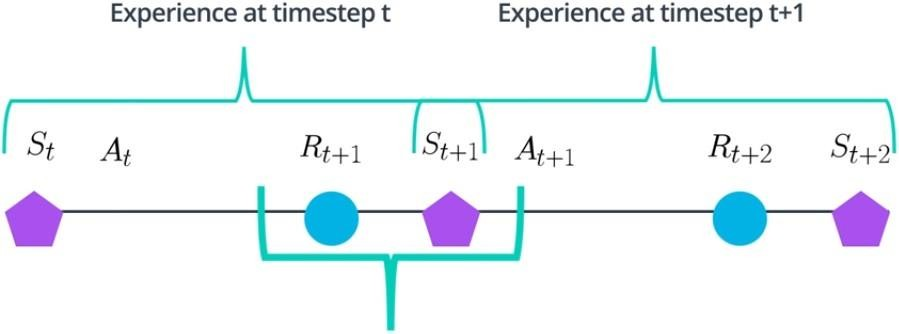 Experience at timestep t Experience at timestep t+1
S_t A_t R_{t+1} S_{t+1} A_{t+1} R_{t+2} S_{t+2}